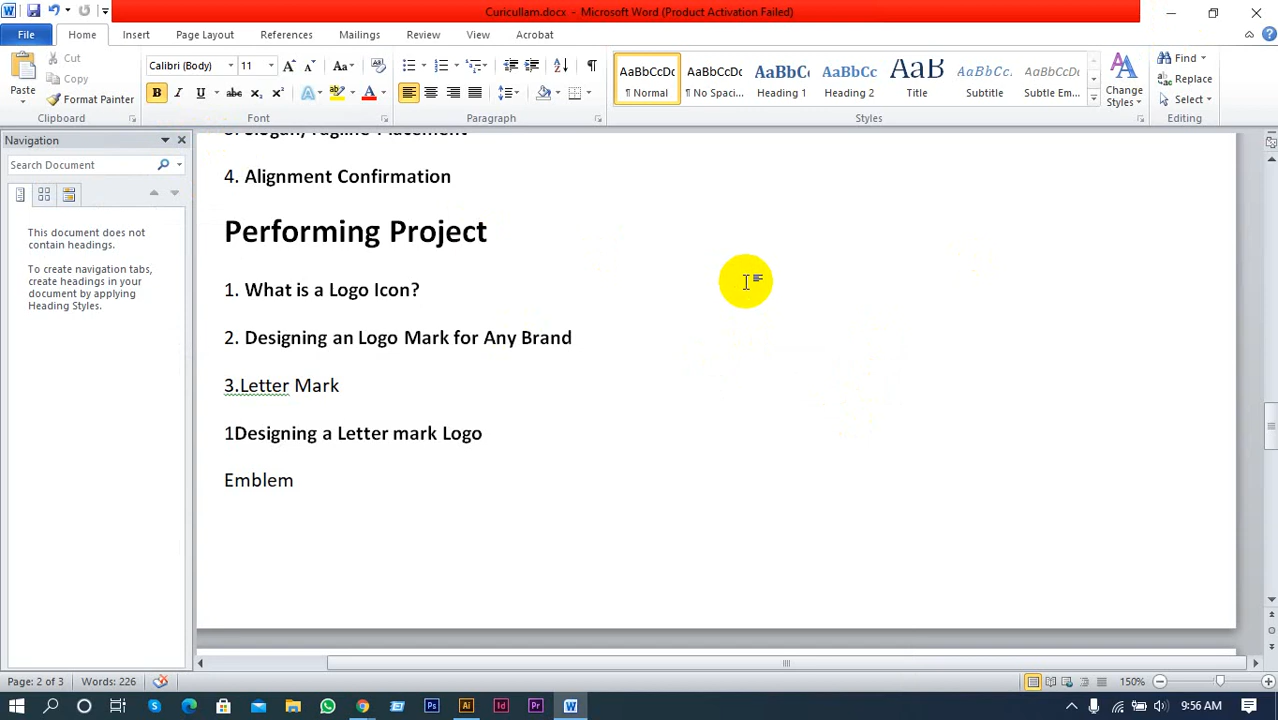 Curicullam.docx - Microsoft Word (Product Activation Failed)
File Home Insert Page Layout References Mailings Review View Acrobat
Paste Cut Copy Format Painter
Calibri (Body) 11
AaBbCcDc AaBbCcDc AaBbC AaBbCc AaB AaBbCcL AaBbCcDc
¶ Normal ¶ No Spaci... Heading 1 Heading 2 Title Subtitle Subtle Em...
Change Styles
Find Replace Select
Clipboard Font Paragraph Styles Editing
Navigation
Search Document
This document does not
contain headings.
To create navigation tabs,
create headings in your
document by applying
Heading Styles.
3. Slogan/Tagline Placement
4. Alignment Confirmation
Performing Project
1. What is a Logo Icon?
2. Designing an Logo Mark for Any Brand
3.Letter Mark
1Designing a Letter mark Logo
Emblem
Page: 2 of 3 Words: 226 150%
9:56 AM